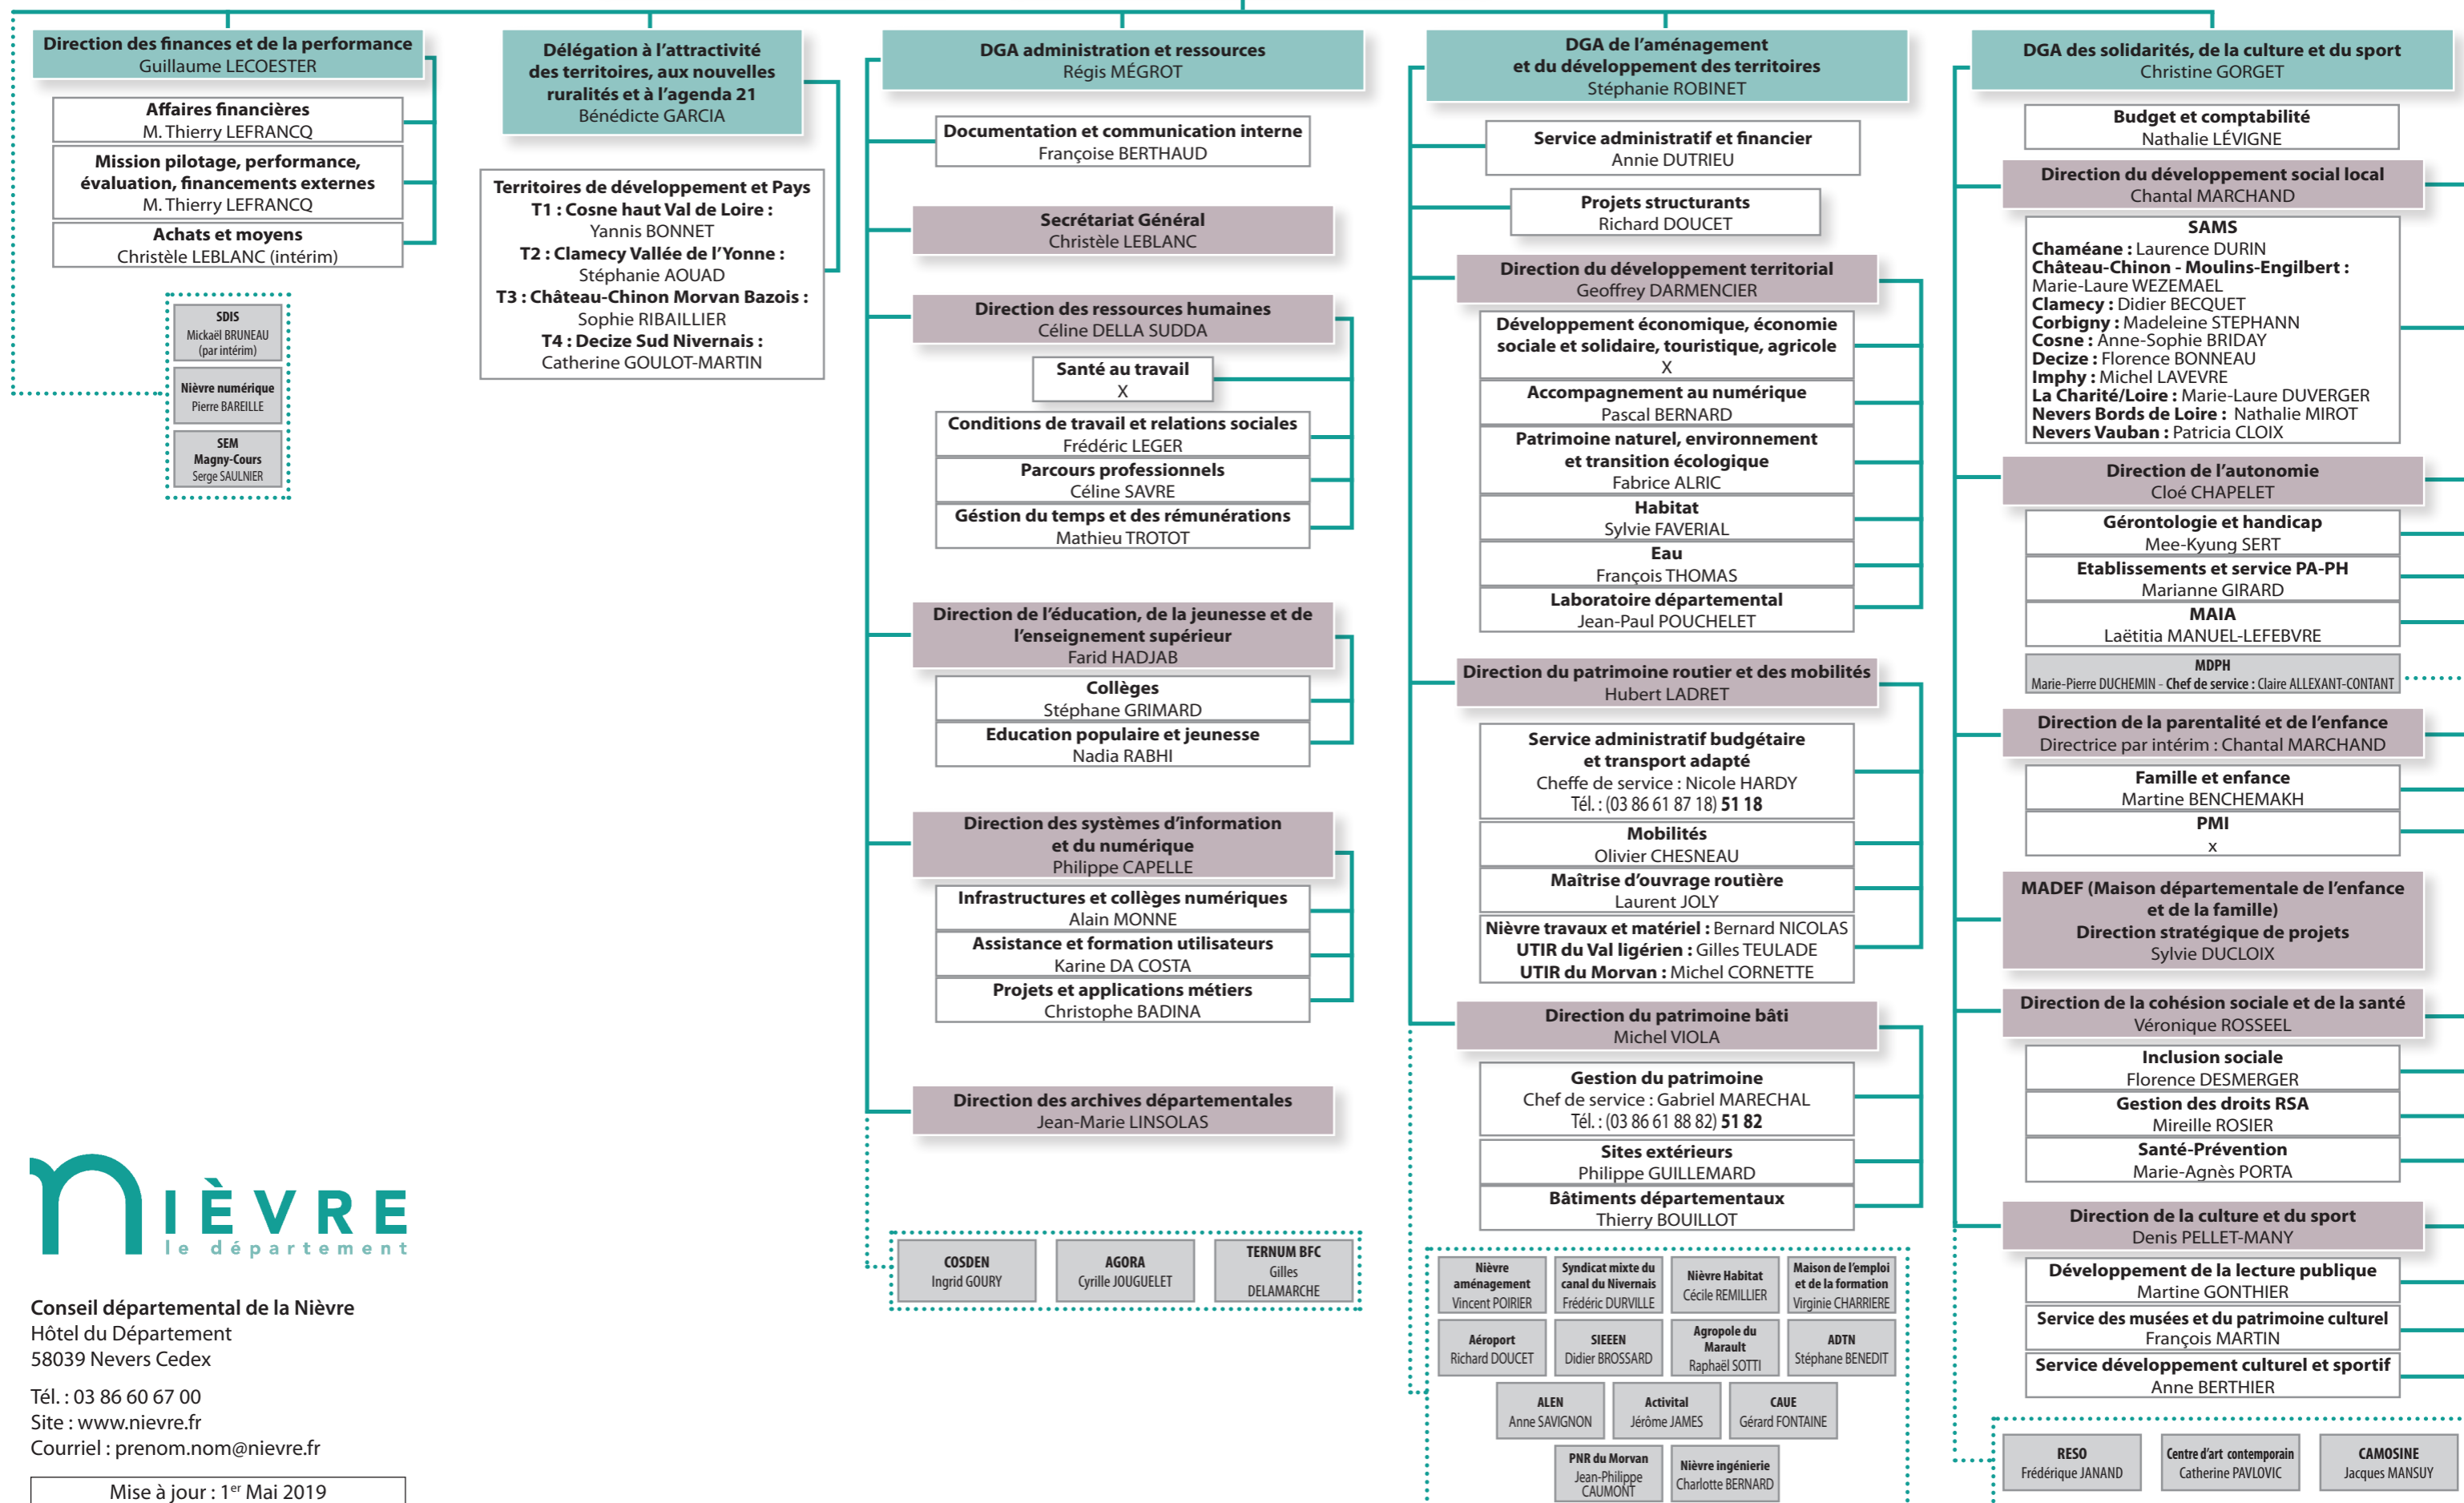 Direction des finances et de la performance
Guillaume LECOESTER
Affaires financières
M. Thierry LEFRANCQ
Mission pilotage, performance,
évaluation, financements externes
M. Thierry LEFRANCQ
Achats et moyens
Christèle LEBLANC (intérim)
SDIS
Mickaël BRUNEAU
(par intérim)
Nièvre numérique
Pierre BAREILLE
SEM
Magny-Cours
Serge SAULNIER
Délégation à l'attractivité
des territoires, aux nouvelles
ruralités et à l'agenda 21
Bénédicte GARCIA
Territoires de développement et Pays
T1 : Cosne haut Val de Loire :
Yannis BONNET
T2 : Clamecy Vallée de l'Yonne :
Stéphanie AOUAD
T3 : Château-Chinon Morvan Bazois :
Sophie RIBAILLIER
T4 : Decize Sud Nivernais :
Catherine GOULOT-MARTIN
DGA administration et ressources
Régis MÉGROT
Documentation et communication interne
Françoise BERTHAUD
Secrétariat Général
Christèle LEBLANC
Direction des ressources humaines
Céline DELLA SUDDA
Santé au travail
X
Conditions de travail et relations sociales
Frédéric LEGER
Parcours professionnels
Céline SAVRE
Géstion du temps et des rémunérations
Mathieu TROTOT
Direction de l'éducation, de la jeunesse et de
l'enseignement supérieur
Farid HADJAB
Collèges
Stéphane GRIMARD
Education populaire et jeunesse
Nadia RABHI
Direction des systèmes d'information
et du numérique
Philippe CAPELLE
Infrastructures et collèges numériques
Alain MONNE
Assistance et formation utilisateurs
Karine DA COSTA
Projets et applications métiers
Christophe BADINA
Direction des archives départementales
Jean-Marie LINSOLAS
COSDEN
Ingrid GOURY
AGORA
Cyrille JOUGUELET
TERNUM BFC
Gilles
DELAMARCHE
DGA de l'aménagement
et du développement des territoires
Stéphanie ROBINET
Service administratif et financier
Annie DUTRIEU
Projets structurants
Richard DOUCET
Direction du développement territorial
Geoffrey DARMENCIER
Développement économique, économie
sociale et solidaire, touristique, agricole
X
Accompagnement au numérique
Pascal BERNARD
Patrimoine naturel, environnement
et transition écologique
Fabrice ALRIC
Habitat
Sylvie FAVERIAL
Eau
François THOMAS
Laboratoire départemental
Jean-Paul POUCHELET
Direction du patrimoine routier et des mobilités
Hubert LADRET
Service administratif budgétaire
et transport adapté
Cheffe de service : Nicole HARDY
Tél. : (03 86 61 87 18) 51 18
Mobilités
Olivier CHESNEAU
Maîtrise d'ouvrage routière
Laurent JOLY
Nièvre travaux et matériel : Bernard NICOLAS
UTIR du Val ligérien : Gilles TEULADE
UTIR du Morvan : Michel CORNETTE
Direction du patrimoine bâti
Michel VIOLA
Gestion du patrimoine
Chef de service : Gabriel MARECHAL
Tél. : (03 86 61 88 82) 51 82
Sites extérieurs
Philippe GUILLEMARD
Bâtiments départementaux
Thierry BOUILLOT
Nièvre
aménagement
Vincent POIRIER
Syndicat mixte du
canal du Nivernais
Frédéric DURVILLE
Nièvre Habitat
Cécile REMILLIER
Maison de l'emploi
et de la formation
Virginie CHARRIERE
Aéroport
Richard DOUCET
SIEEEN
Didier BROSSARD
Agropole du
Marault
Raphaël SOTTI
ADTN
Stéphane BENEDIT
ALEN
Anne SAVIGNON
Activital
Jérôme JAMES
CAUE
Gérard FONTAINE
PNR du Morvan
Jean-Philippe
CAUMONT
Nièvre ingénierie
Charlotte BERNARD
DGA des solidarités, de la culture et du sport
Christine GORGET
Budget et comptabilité
Nathalie LÉVIGNE
Direction du développement social local
Chantal MARCHAND
SAMS
Chaméane : Laurence DURIN
Château-Chinon - Moulins-Engilbert :
Marie-Laure WEZEMAEL
Clamecy : Didier BECQUET
Corbigny : Madeleine STEPHANN
Cosne : Anne-Sophie BRIDAY
Decize : Florence BONNEAU
Imphy : Michel LAVEVRE
La Charité/Loire : Marie-Laure DUVERGER
Nevers Bords de Loire : Nathalie MIROT
Nevers Vauban : Patricia CLOIX
Direction de l'autonomie
Cloé CHAPELET
Gérontologie et handicap
Mee-Kyung SERT
Etablissements et service PA-PH
Marianne GIRARD
MAIA
Laëtitia MANUEL-LEFEBVRE
MDPH
Marie-Pierre DUCHEMIN - Chef de service : Claire ALLEXANT-CONTANT
Direction de la parentalité et de l'enfance
Directrice par intérim : Chantal MARCHAND
Famille et enfance
Martine BENCHEMAKH
PMI
x
MADEF (Maison départementale de l'enfance
et de la famille)
Direction stratégique de projets
Sylvie DUCLOIX
Direction de la cohésion sociale et de la santé
Véronique ROSSEEL
Inclusion sociale
Florence DESMERGER
Gestion des droits RSA
Mireille ROSIER
Santé-Prévention
Marie-Agnès PORTA
Direction de la culture et du sport
Denis PELLET-MANY
Développement de la lecture publique
Martine GONTHIER
Service des musées et du patrimoine culturel
François MARTIN
Service développement culturel et sportif
Anne BERTHIER
RESO
Frédérique JANAND
Centre d'art contemporain
Catherine PAVLOVIC
CAMOSINE
Jacques MANSUY
nIÈVRE
le département
Conseil départemental de la Nièvre
Hôtel du Département
58039 Nevers Cedex
Tél. : 03 86 60 67 00
Site : www.nievre.fr
Courriel : prenom.nom@nievre.fr
Mise à jour : 1er Mai 2019